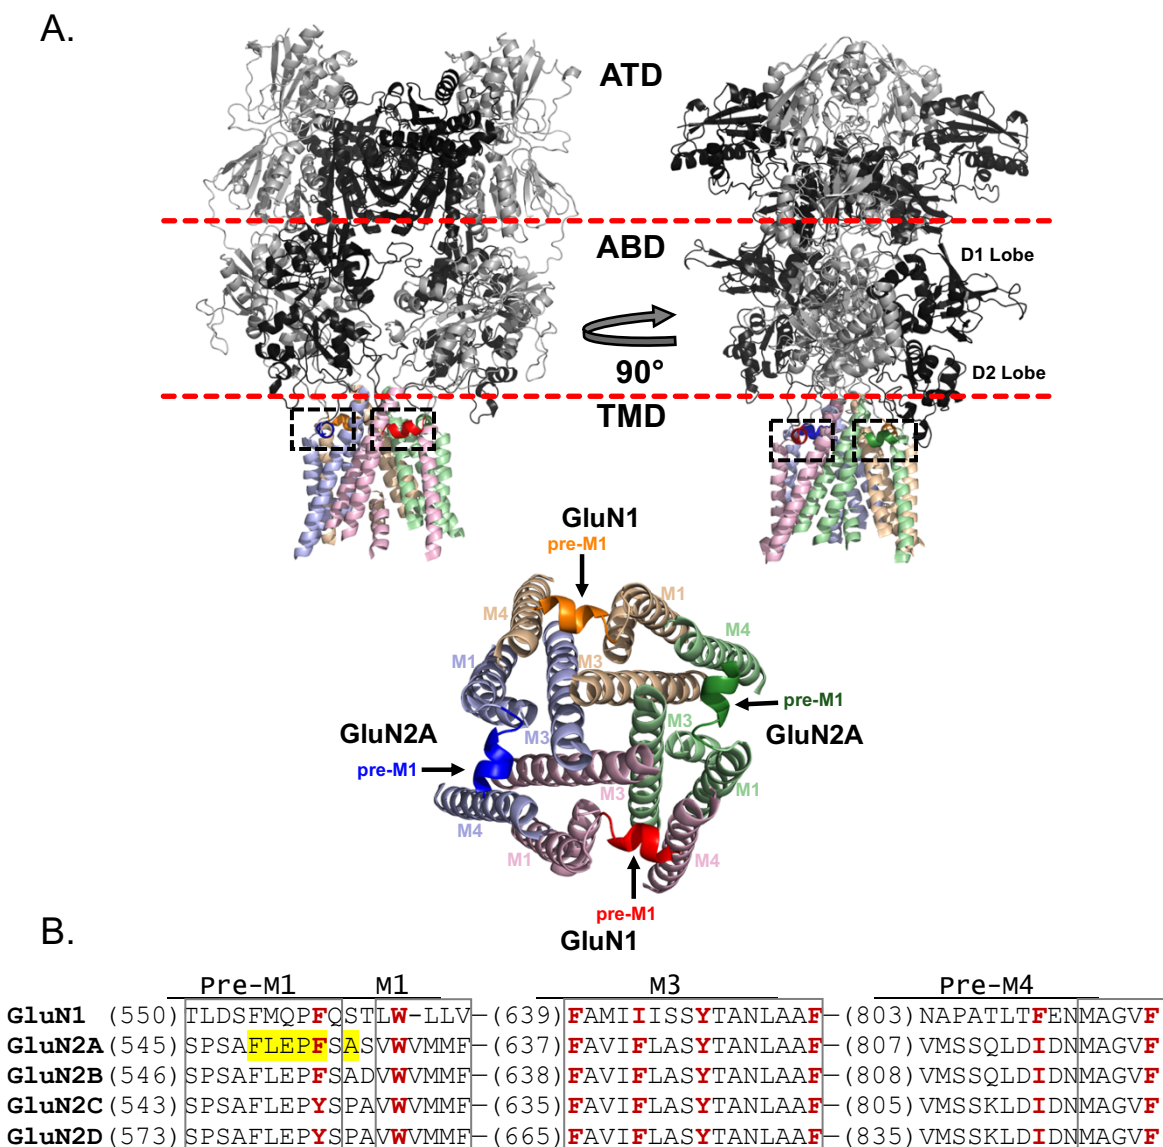 A.
ATD
ABD
D1 Lobe
90°
D2 Lobe
TMD
GluN1
pre-M1
M4
M1
M4
M1
M3
pre-M1
GluN2A
M3
GluN2A
M3
pre-M1
M3
M1
M4
M1
M4
pre-M1
GluN1
B.
Pre-M1 M1 M3 Pre-M4
GluN1 (550) TLDSFMQPFQSTLW-LLV—(639)FAMIIISSYTANLAAF—(803)NAPATLTFENMAGVF
GluN2A (545) SPSAFLEPFSASVWVMMF—(637)FAVIFLASYTANLAAF—(807)VMSSQLDIDNMAGVF
GluN2B (546) SPSAFLEPFSADVWVMMF—(638)FAVIFLASYTANLAAF—(808)VMSSQLDIDNMAGVF
GluN2C (543) SPSAFLEPYSPAVWVMMF—(635)FAVIFLASYTANLAAF—(805)VMSSKLDIDNMAGVF
GluN2D (573) SPSAFLEPYSPAVWVMMF—(665)FAVIFLASYTANLAAF—(835)VMSSKLDIDNMAGVF